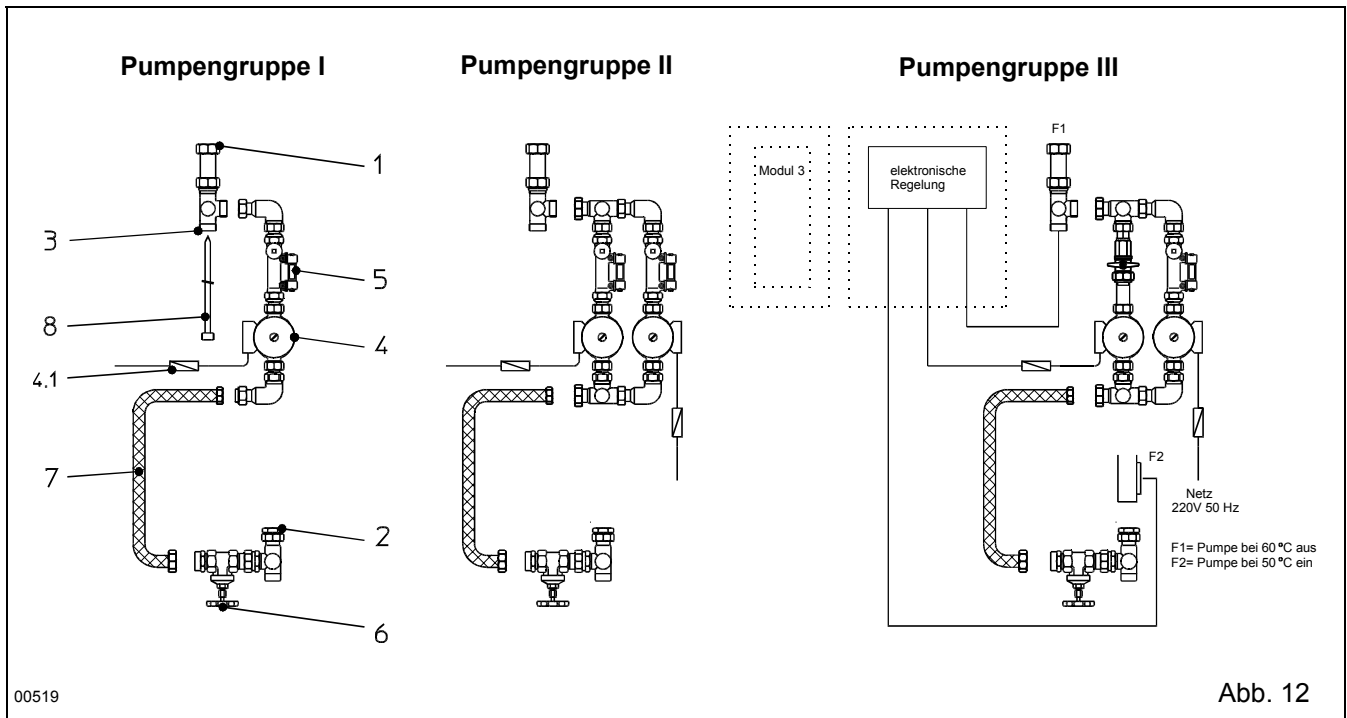 Pumpengruppe I
Pumpengruppe II
Pumpengruppe III
1
3
5
8
4
4.1
7
2
6
Modul 3
elektronische
Regelung
F1
F2
Netz
220V 50 Hz
F1= Pumpe bei 60 °C aus
F2= Pumpe bei 50 °C ein
00519
Abb. 12